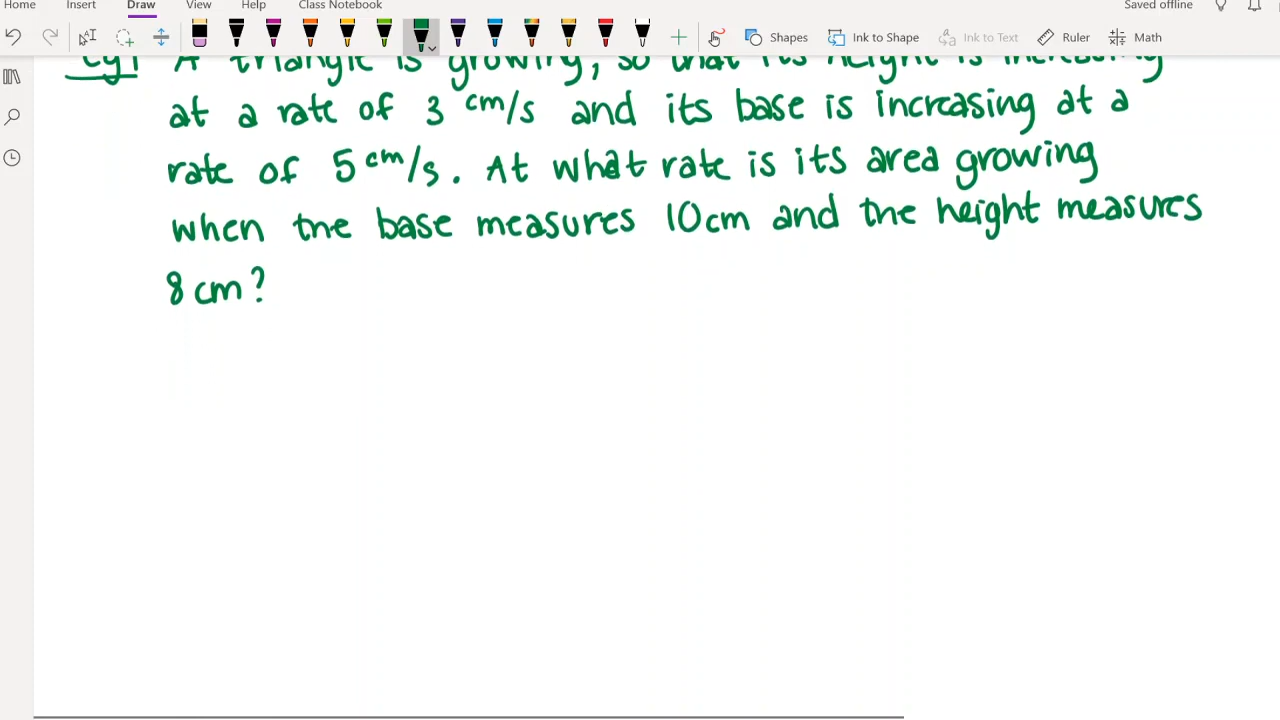 Home Insert Draw View Help Class Notebook Saved offline
Shapes Ink to Shape Ink to Text Ruler Math
eg1 A triangle is growing, so that its height is increasing
at a rate of 3 cm/s and its base is increasing at a
rate of 5 cm/s. At what rate is its area growing
when the base measures 10cm and the height measures
8 cm?